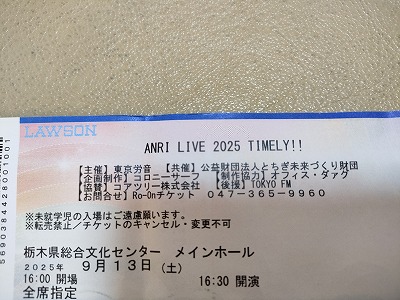 LAWSON
ANRI LIVE 2025 TIMELY!!
【主催】東京労音 【共催】公益財団法人とちぎ未来づくり財団
【企画制作】コロニーサーフ 【制作協力】オフィス・ダァグ
【協賛】コアツリー株式会社 【後援】TOKYO FM
【お問合せ】Ro-Onチケット 047-365-9960
※未就学児の入場はご遠慮願います。
※転売禁止/チケットのキャンセル・変更不可
栃木県総合文化センター メインホール
2025年 9月13日(土)
16:00 開場 16:30 開演
全席指定
569038442800100